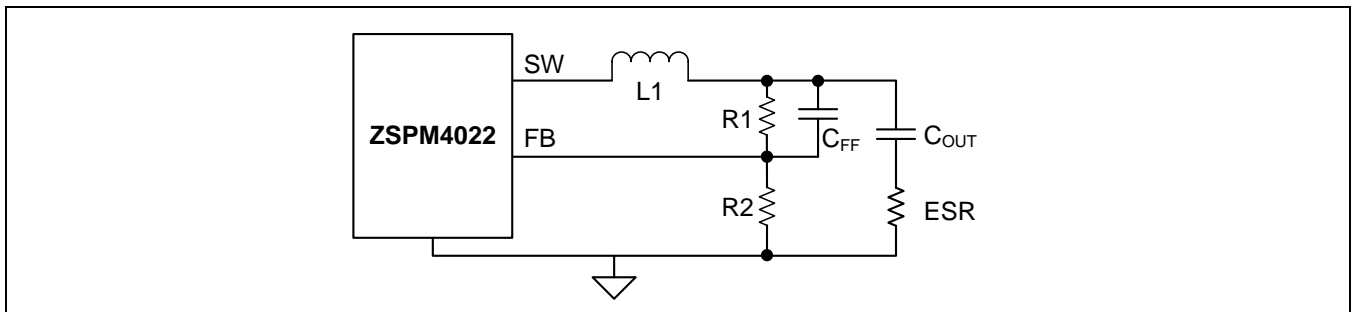 SW
L1
R1
C_FF
C_OUT
ZSPM4022
FB
R2
ESR